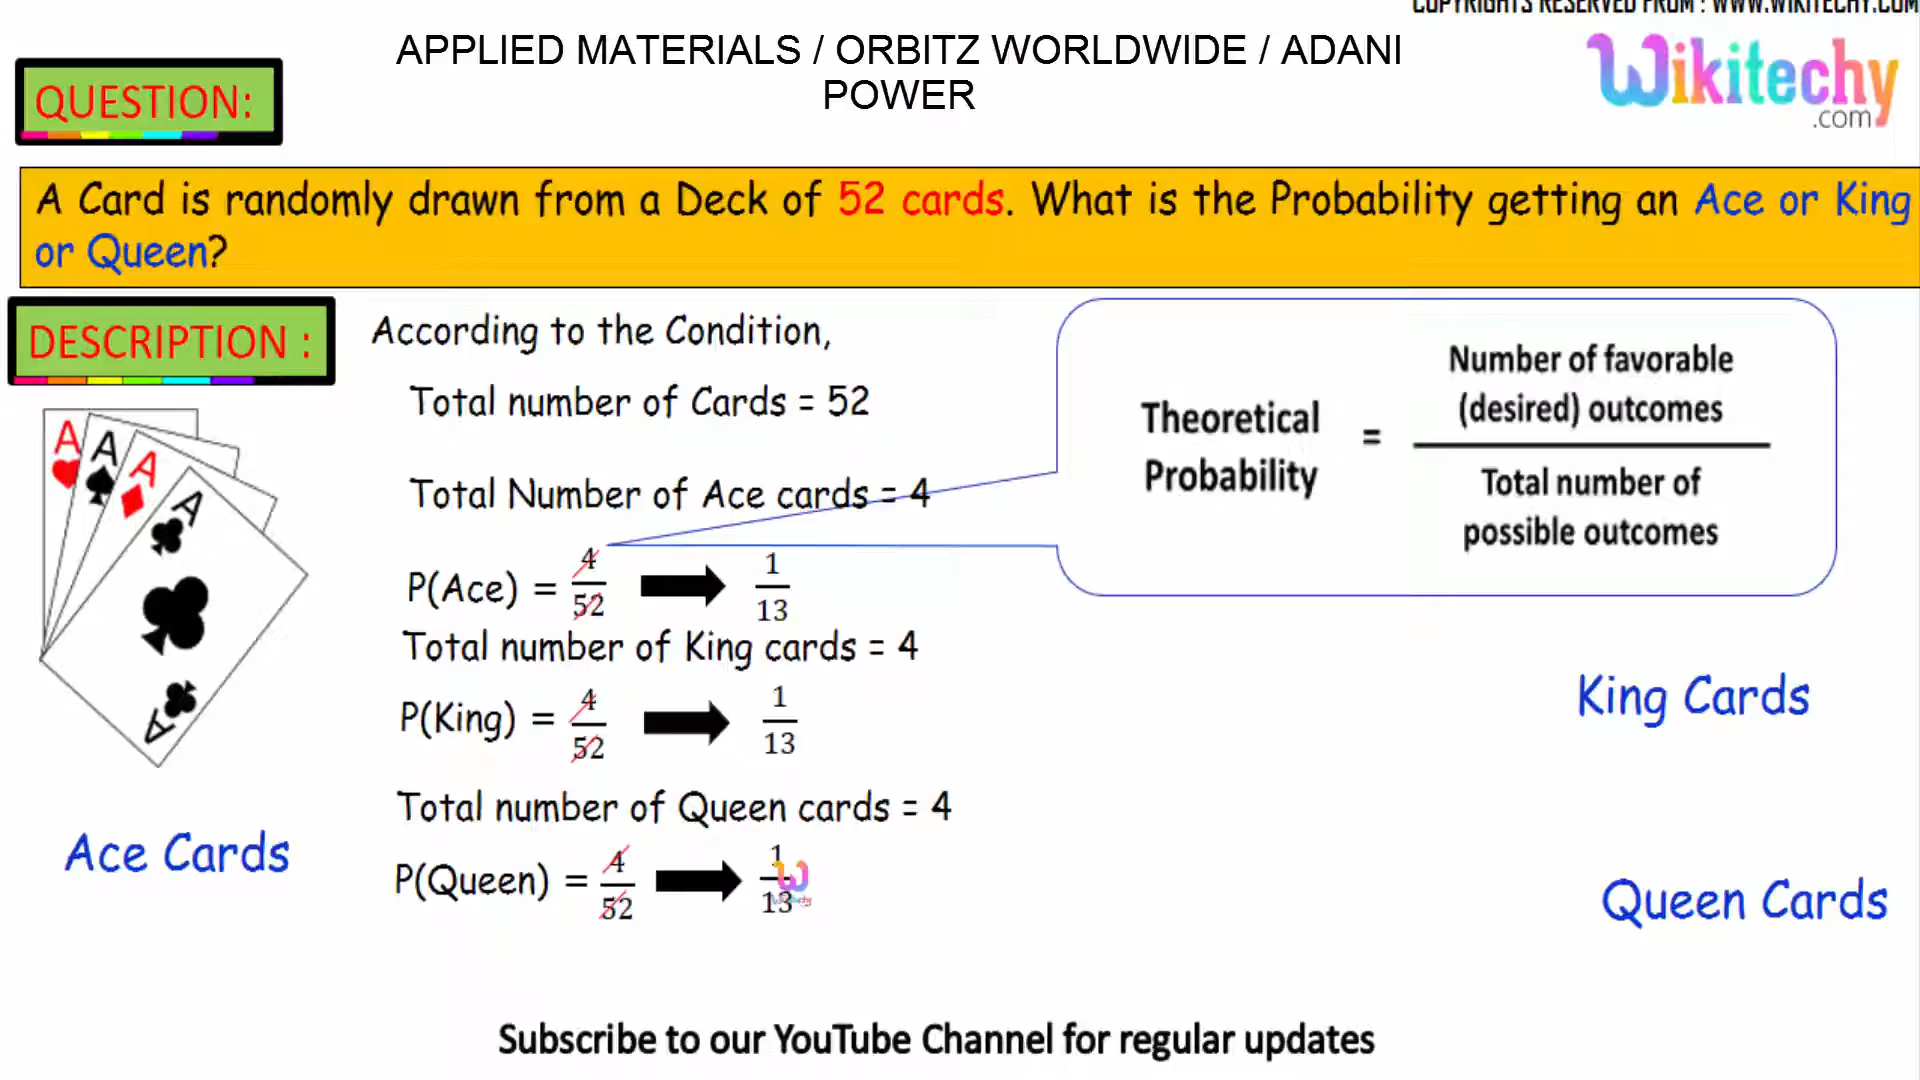 COPYRIGHTS RESERVED FROM : WWW.WIKITECHY.COM
APPLIED MATERIALS / ORBITZ WORLDWIDE / ADANI
POWER
Wikitechy
.com
QUESTION:
A Card is randomly drawn from a Deck of 52 cards. What is the Probability getting an Ace or King
or Queen?
DESCRIPTION :
According to the Condition,
Total number of Cards = 52
Total Number of Ace cards = 4
P(Ace) = 4/52 1/13
Total number of King cards = 4
P(King) = 4/52 1/13
Total number of Queen cards = 4
P(Queen) = 4/52 1/13
Number of favorable
(desired) outcomes
Theoretical
Probability
=
Total number of
possible outcomes
A
A
A
A
A
Ace Cards
King Cards
Queen Cards
Subscribe to our YouTube Channel for regular updates